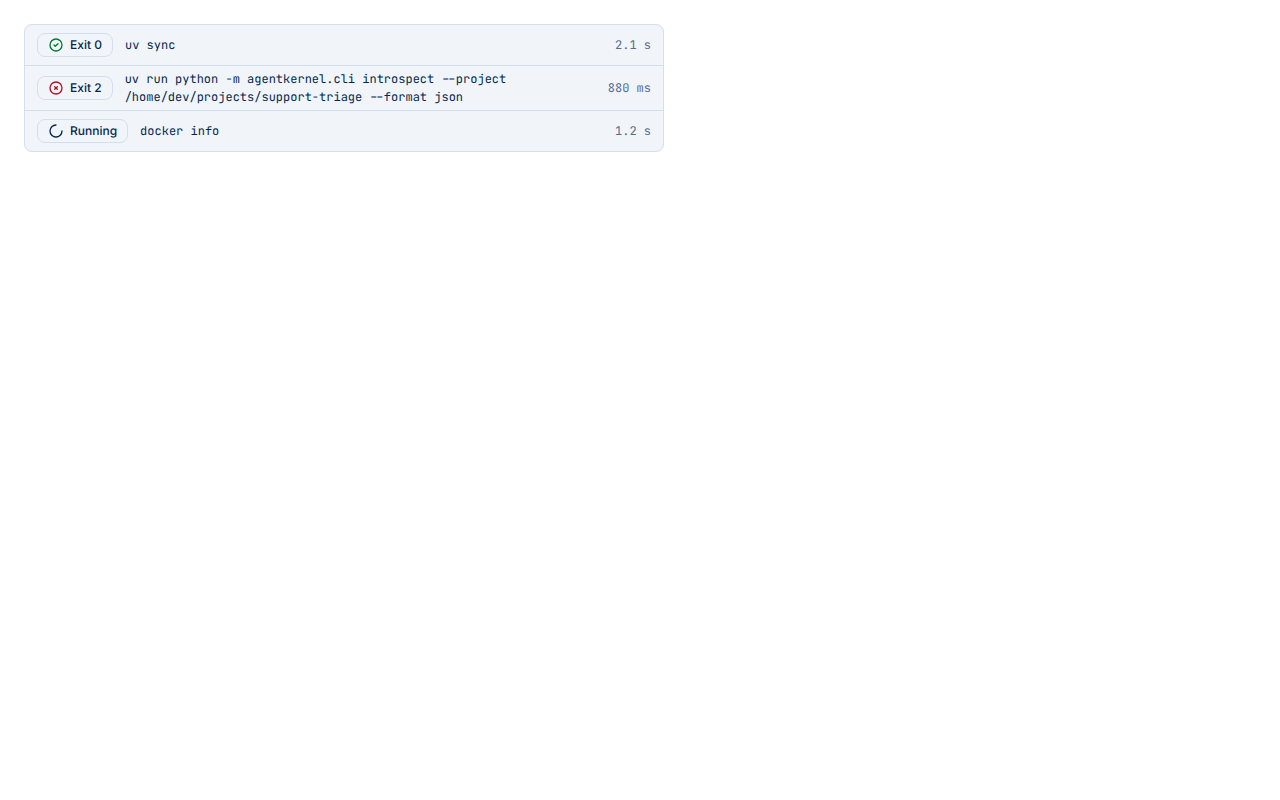 Exit 0 uv sync 2.1 s
Exit 2 uv run python -m agentkernel.cli introspect --project 880 ms
/home/dev/projects/support-triage --format json
Running docker info 1.2 s